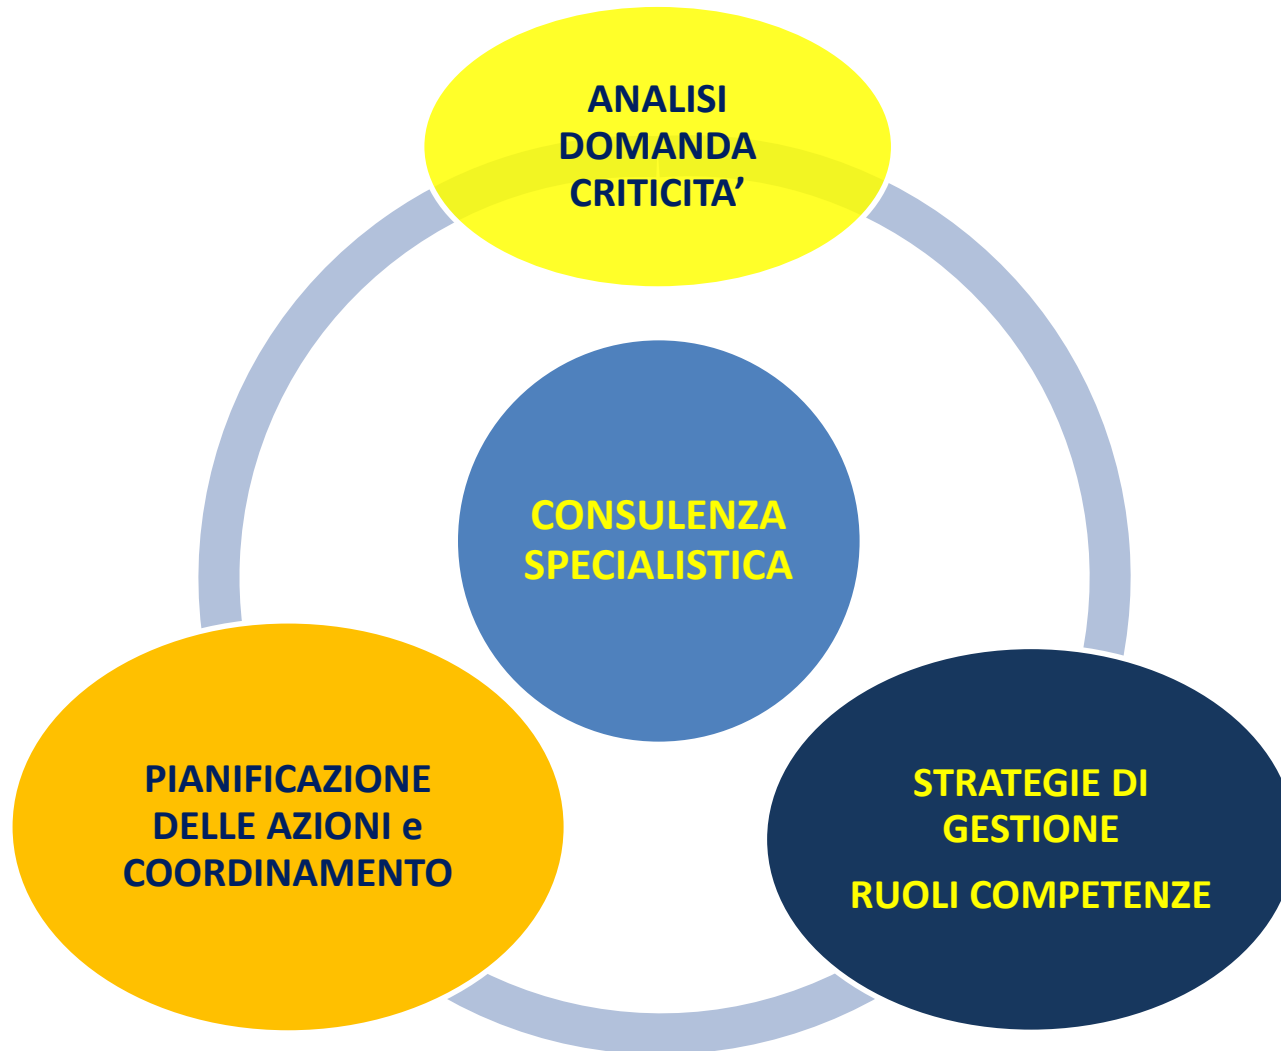 ANALISI
DOMANDA
CRITICITA’
CONSULENZA
SPECIALISTICA
PIANIFICAZIONE
DELLE AZIONI e
COORDINAMENTO
STRATEGIE DI
GESTIONE
RUOLI COMPETENZE